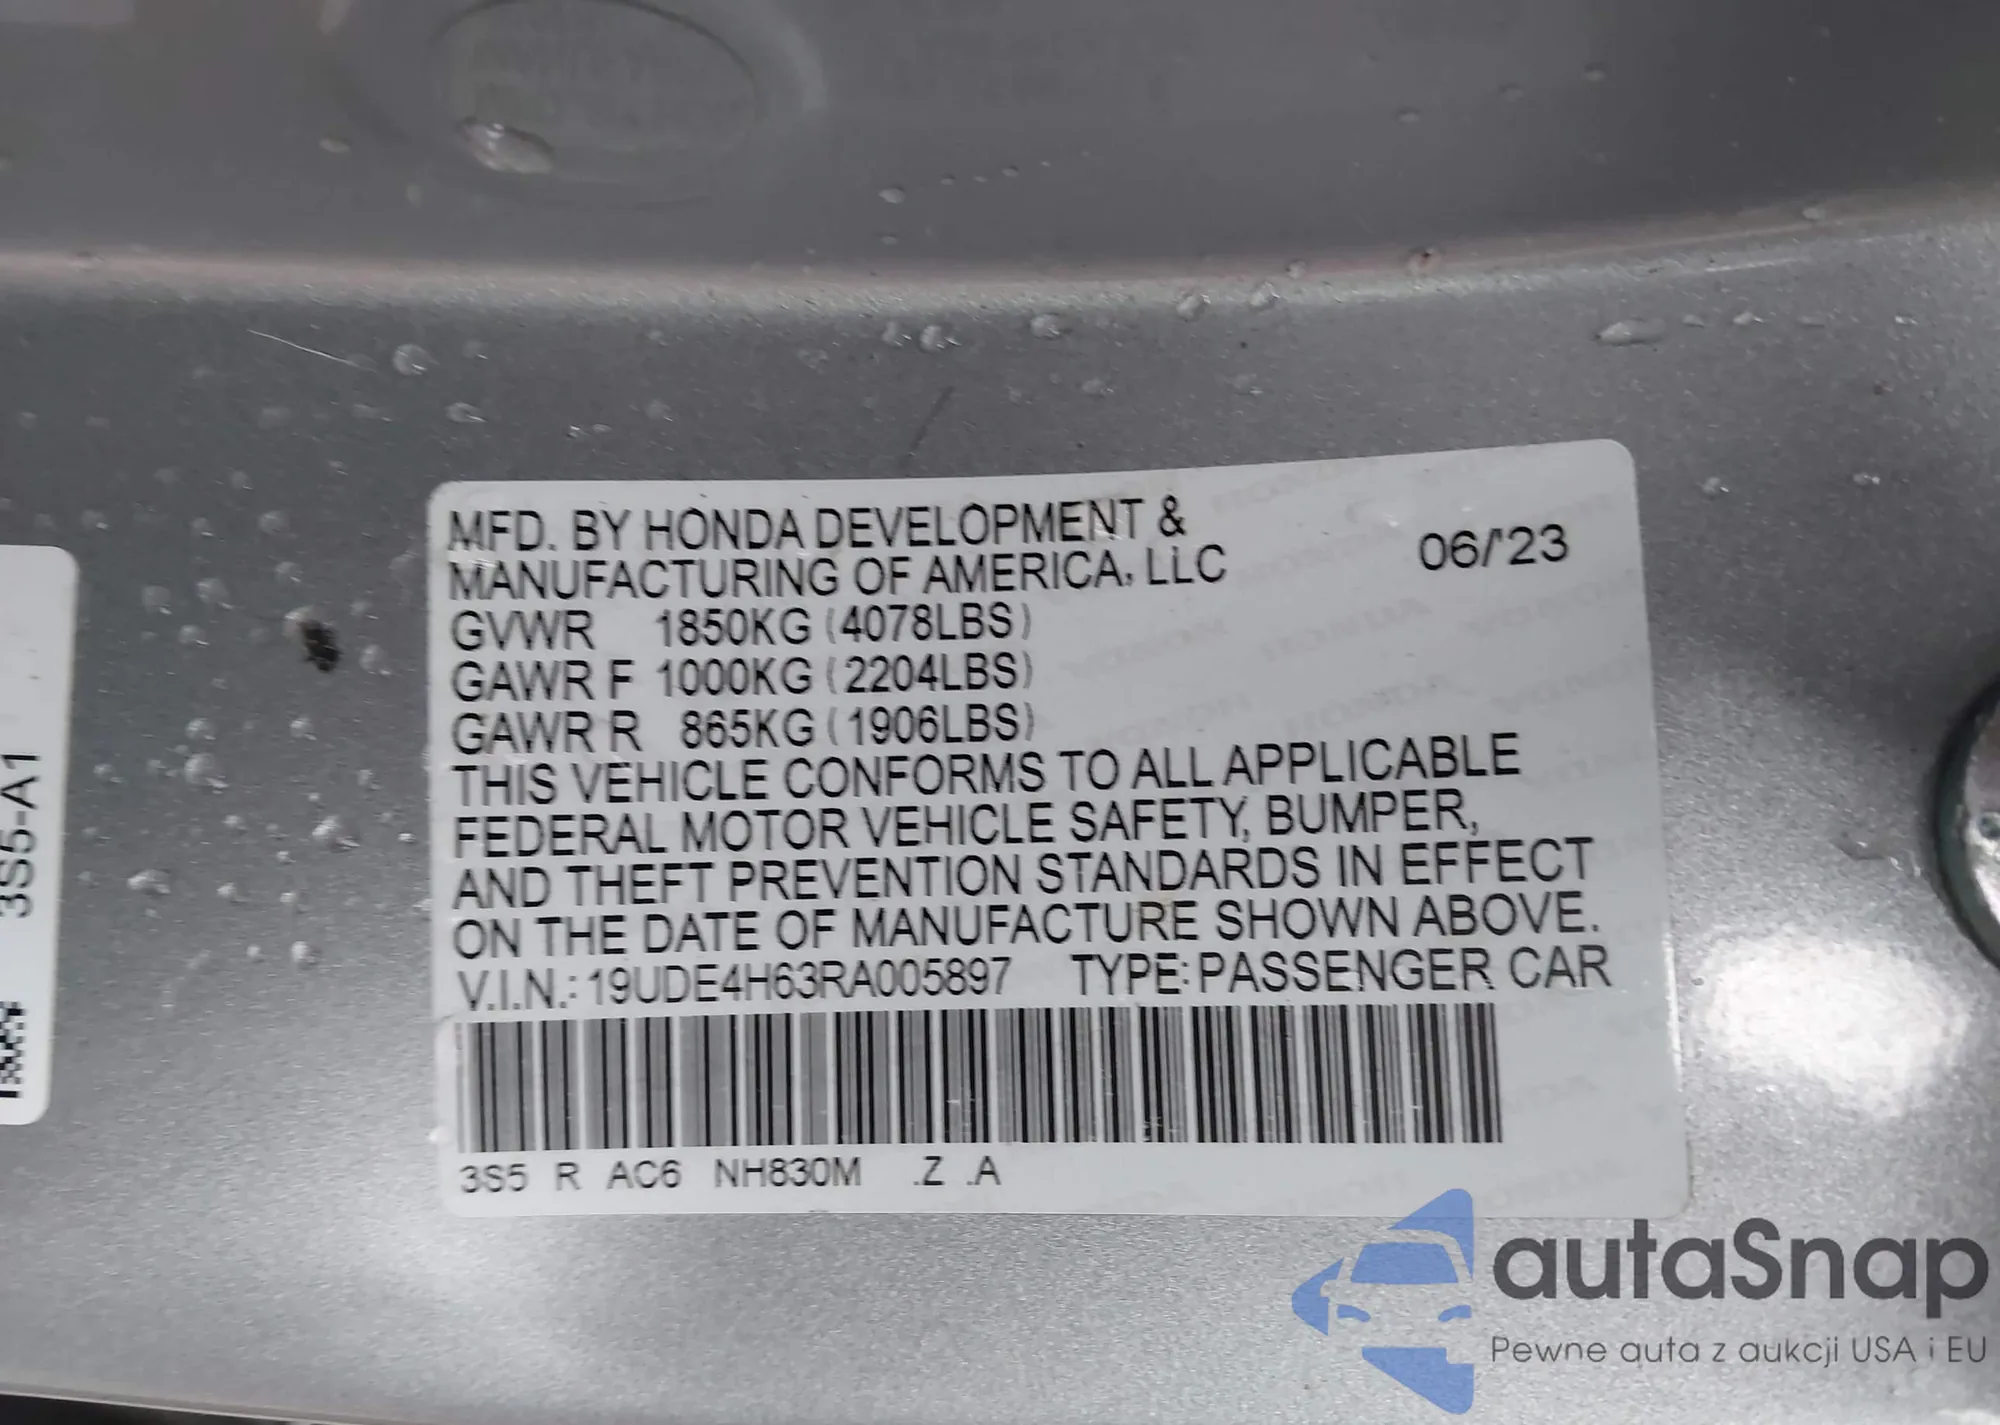 MFD. BY HONDA DEVELOPMENT &
MANUFACTURING OF AMERICA, LLC
06/'23
GVWR 1850KG (4078LBS)
GAWR F 1000KG (2204LBS)
GAWR R 865KG (1906LBS)
THIS VEHICLE CONFORMS TO ALL APPLICABLE
FEDERAL MOTOR VEHICLE SAFETY, BUMPER,
AND THEFT PREVENTION STANDARDS IN EFFECT
ON THE DATE OF MANUFACTURE SHOWN ABOVE.
V.I.N.: 19UDE4H63RA005897 TYPE: PASSENGER CAR
3S5 R AC6 NH830M .Z .A
3S5-A1
autaSnap
Pewne auta z aukcji USA i EU